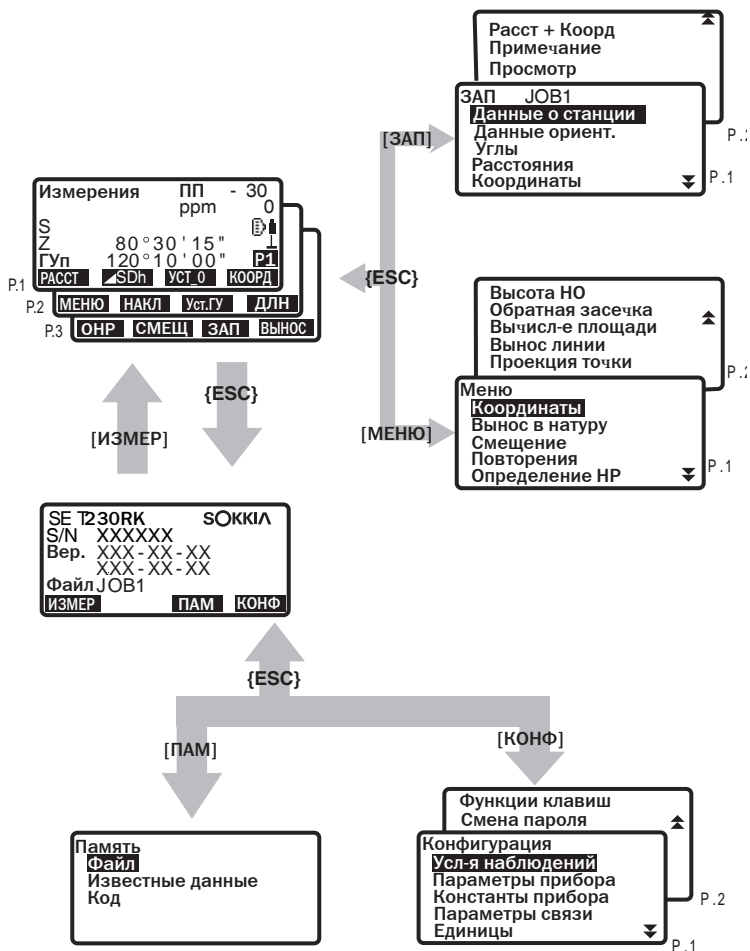 Расст + Коорд
Примечание
Просмотр
ЗАП JOB1
Данные о станции
Данные ориент.
Углы
Расстояния
Координаты
P.2
P.1
[ЗАП]
Измерения ПП - 30
ppm 0
S
Z 80°30'15"
ГУп 120°10'00" P1
РАССТ ◢SDh УСТ_0 КООРД
P.1
МЕНЮ НАКЛ Уст.ГУ ДЛН
P.2
ОНР СМЕЩ ЗАП ВЫНОС
P.3
{ESC}
Высота НО
Обратная засечка
Вычисл-е площади
Вынос линии
Проекция точки
P.2
Меню
Координаты
Вынос в натуру
Смещение
Повторения
Определение НР
P.1
[МЕНЮ]
{ESC}
[ИЗМЕР]
SET230RK SOKKIA
S/N XXXXXX
Вер. XXX-XX-XX
XXX-XX-XX
Файл JOB1
ИЗМЕР ПАМ КОНФ
{ESC}
[ПАМ]
[КОНФ]
Память
Файл
Известные данные
Код
Функции клавиш
Смена пароля
Конфигурация
Усл-я наблюдений
Параметры прибора
Константы прибора
Параметры связи
Единицы
P.2
P.1